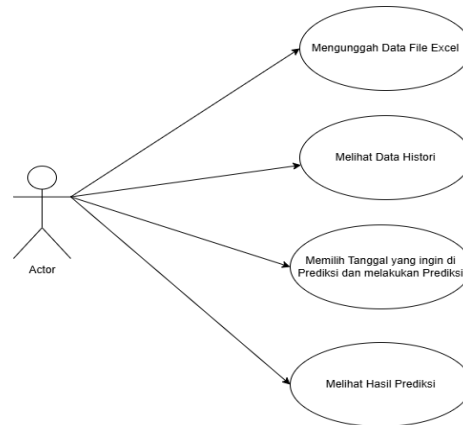 Mengunggah Data File Excel
Melihat Data Histori
Memilih Tanggal yang ingin di
Prediksi dan melakukan Prediksi
Actor
Melihat Hasil Prediksi